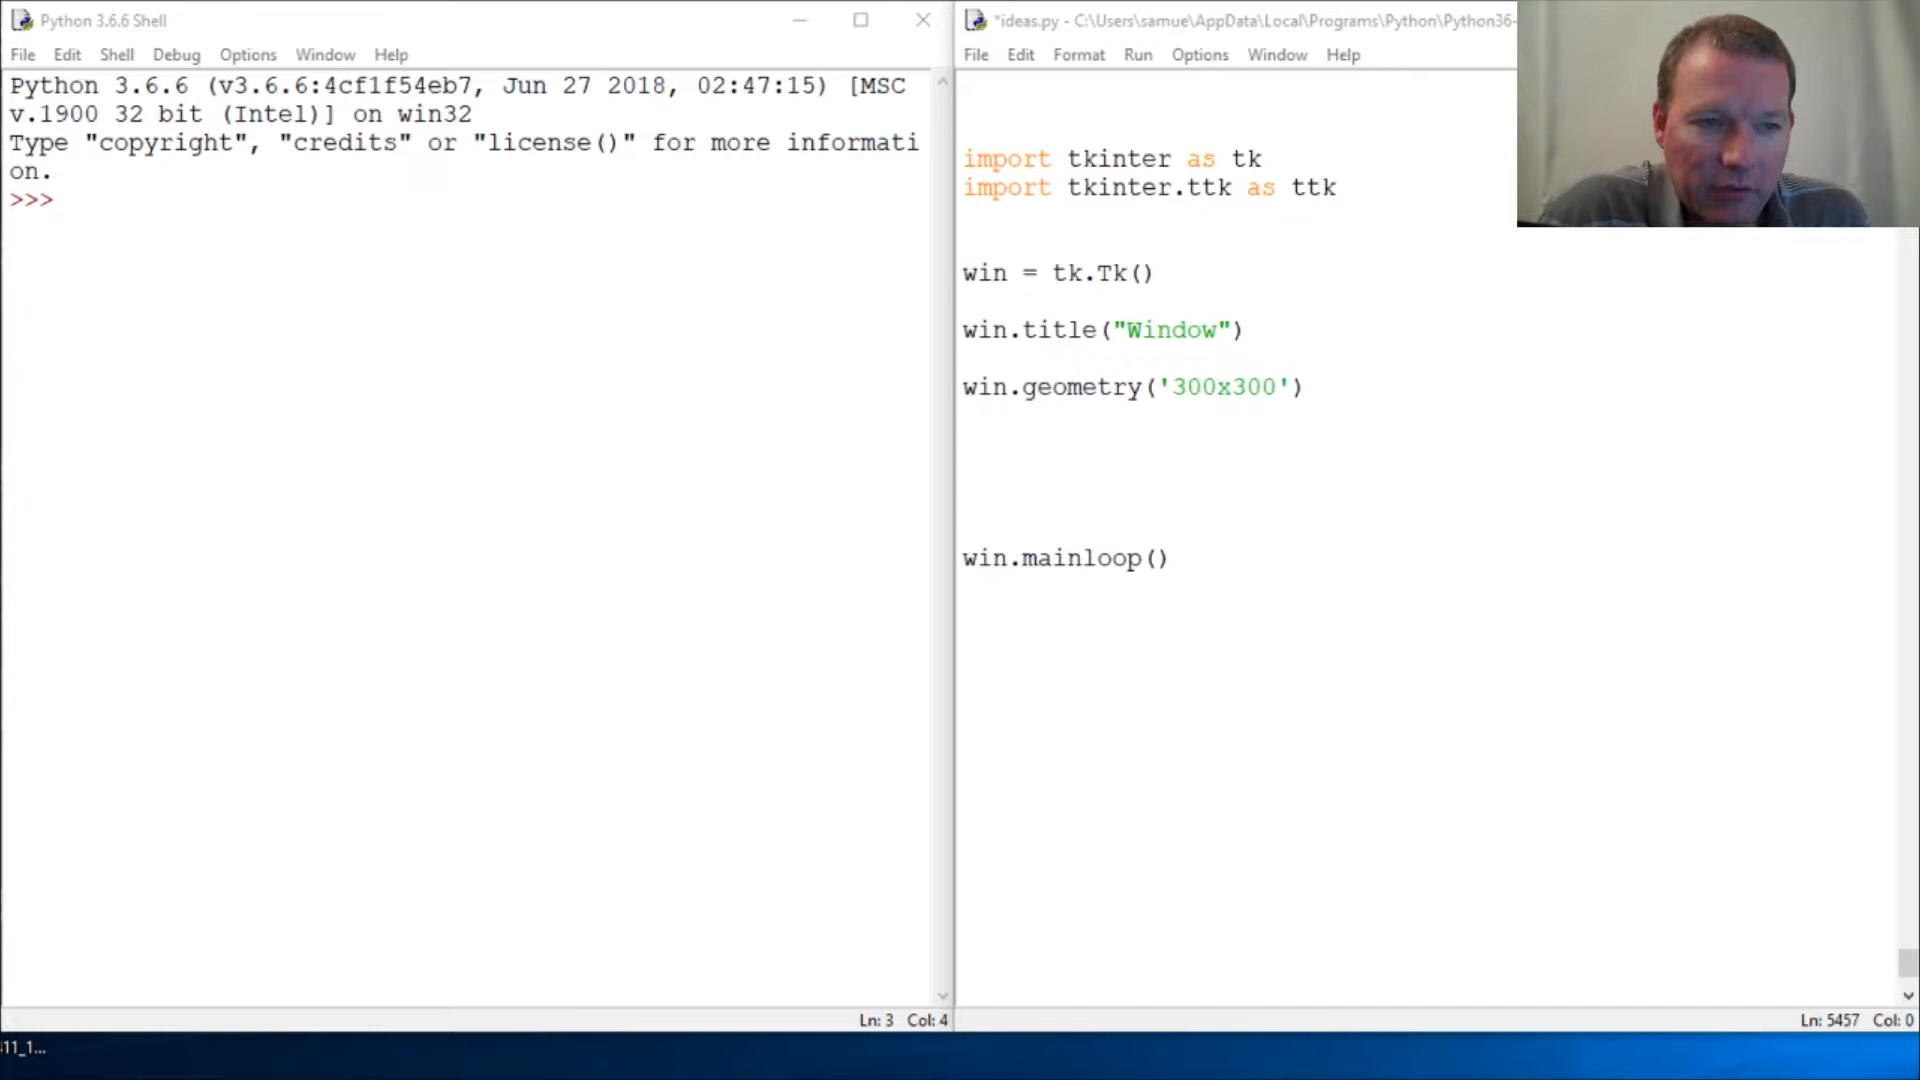 Python 3.6.6 Shell
File Edit Shell Debug Options Window Help
Python 3.6.6 (v3.6.6:4cf1f54eb7, Jun 27 2018, 02:47:15) [MSC
v.1900 32 bit (Intel)] on win32
Type "copyright", "credits" or "license()" for more informati
on.
>>>
Ln: 3 Col: 4
*ideas.py - C:\Users\samue\AppData\Local\Programs\Python\Python36-
File Edit Format Run Options Window Help
import tkinter as tk
import tkinter.ttk as ttk
win = tk.Tk()
win.title("Window")
win.geometry('300x300')
win.mainloop()
Ln: 5457 Col: 0
11_1...